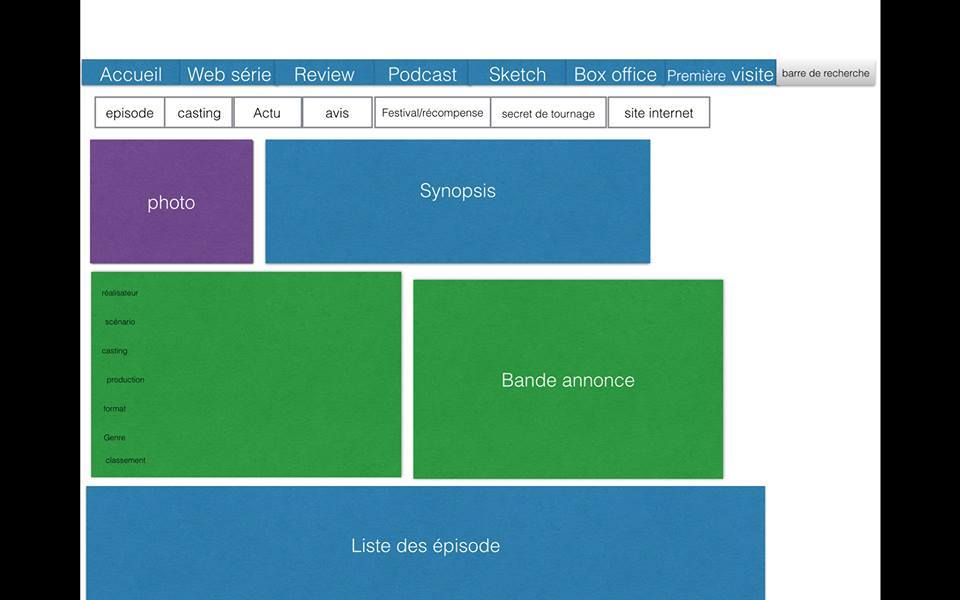 Accueil Web série Review Podcast Sketch Box office Première visite barre de recherche
episode casting Actu avis Festival/récompense secret de tournage site internet
photo
Synopsis
réalisateur
scénario
casting
production
format
Genre
classement
Bande annonce
Liste des épisode